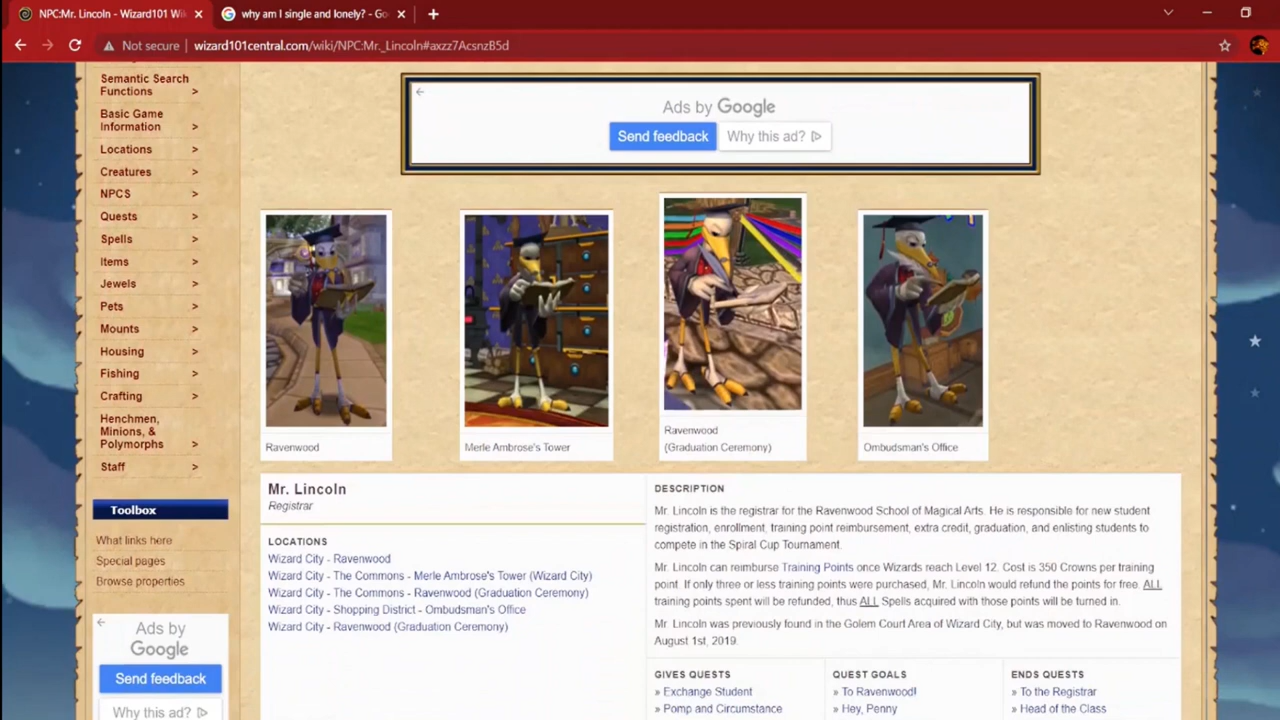 NPC:Mr. Lincoln - Wizard101 Wi
why am I single and lonely? - Go
Not secure
wizard101central.com/wiki/NPC:Mr._Lincoln#axzz7AcsnzB5d
Semantic Search
Functions >
Basic Game
Information >
Locations >
Creatures >
NPCS >
Quests >
Spells >
Items >
Jewels >
Pets >
Mounts >
Housing >
Fishing >
Crafting >
Henchmen,
Minions, &
Polymorphs >
Staff >
Toolbox
What links here
Special pages
Browse properties
Ads by
Google
Send feedback
Why this ad?
Ads by Google
Send feedback
Why this ad?
Ravenwood
Merle Ambrose's Tower
Ravenwood
(Graduation Ceremony)
Ombudsman's Office
Mr. Lincoln
Registrar
LOCATIONS
Wizard City - Ravenwood
Wizard City - The Commons - Merle Ambrose's Tower (Wizard City)
Wizard City - The Commons - Ravenwood (Graduation Ceremony)
Wizard City - Shopping District - Ombudsman's Office
Wizard City - Ravenwood (Graduation Ceremony)
DESCRIPTION
Mr. Lincoln is the registrar for the Ravenwood School of Magical Arts. He is responsible for new student
registration, enrollment, training point reimbursement, extra credit, graduation, and enlisting students to
compete in the Spiral Cup Tournament.
Mr. Lincoln can reimburse Training Points once Wizards reach Level 12. Cost is 350 Crowns per training
point. If only three or less training points were purchased, Mr. Lincoln would refund the points for free. ALL
training points spent will be refunded, thus ALL Spells acquired with those points will be turned in.
Mr. Lincoln was previously found in the Golem Court Area of Wizard City, but was moved to Ravenwood on
August 1st, 2019.
GIVES QUESTS
» Exchange Student
» Pomp and Circumstance
QUEST GOALS
» To Ravenwood!
» Hey, Penny
ENDS QUESTS
» To the Registrar
» Head of the Class